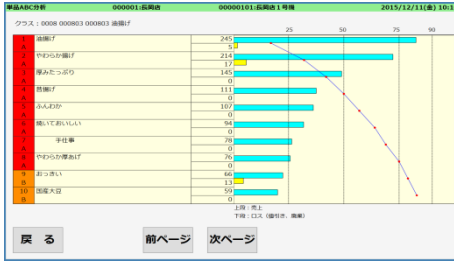 単品ABC分析 000001:長岡店 00000101:長岡店1号機 2015/12/11(金) 10:1
クラス : 0008 000803 000803 油揚げ
25 50 75 90
1 油揚げ 245
A 5
2 やわらか揚げ 214
A 17
3 厚みたっぷり 145
A 0
4 昔揚げ 111
A 0
5 ふんわか 107
A 0
6 焼いておいしい 94
A 0
7 手仕事 78
A 0
8 やわらか厚あげ 76
A 0
9 おっきい 66
B 13
10 国産大豆 59
B 0
上段 : 売上
下段 : ロス (値引き、廃棄)
戻 る 前ページ 次ページ